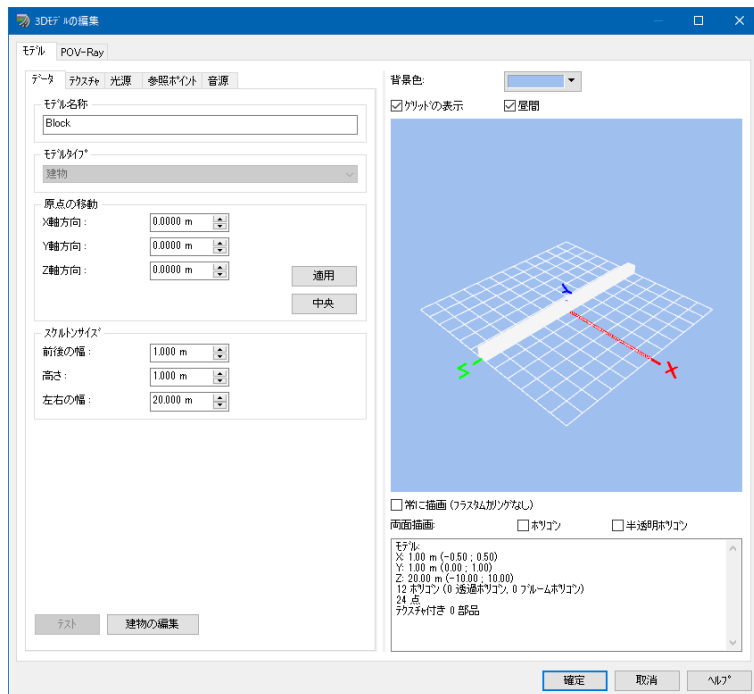 3Dﾓﾃﾞﾙの編集
ﾓﾃﾞﾙ POV-Ray
ﾃﾞｰﾀ ﾃｸｽﾁｬ 光源 参照ﾎﾟｲﾝﾄ 音源
ﾓﾃﾞﾙ名称
Block
ﾓﾃﾞﾙﾀｲﾌﾟ
建物
原点の移動
X軸方向 : 0.0000 m
Y軸方向 : 0.0000 m
Z軸方向 : 0.0000 m
適用
中央
ｽｹﾙﾄﾝｻｲｽﾞ
前後の幅 : 1.000 m
高さ : 1.000 m
左右の幅 : 20.000 m
ﾃｽﾄ 建物の編集
背景色:
ｸﾞﾘｯﾄﾞの表示 昼間
Y
S
X
常に描画 (ﾌﾗｽﾀﾑｶﾘﾝｸﾞなし)
両面描画: ﾎﾟﾘｺﾞﾝ 半透明ﾎﾟﾘｺﾞﾝ
ﾓﾃﾞﾙ:
X: 1.00 m (-0.50 ; 0.50)
Y: 1.00 m (0.00 ; 1.00)
Z: 20.00 m (-10.00 ; 10.00)
12 ﾎﾟﾘｺﾞﾝ (0 透過ﾎﾟﾘｺﾞﾝ, 0 ﾌﾞﾙｰﾑﾎﾟﾘｺﾞﾝ)
24 点
ﾃｸｽﾁｬ付き 0 部品
確定 取消 ﾍﾙﾌﾟ